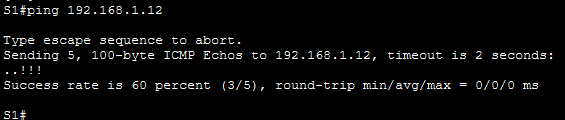 S1#ping 192.168.1.12
Type escape sequence to abort.
Sending 5, 100-byte ICMP Echos to 192.168.1.12, timeout is 2 seconds:
..!!!
Success rate is 60 percent (3/5), round-trip min/avg/max = 0/0/0 ms
S1#